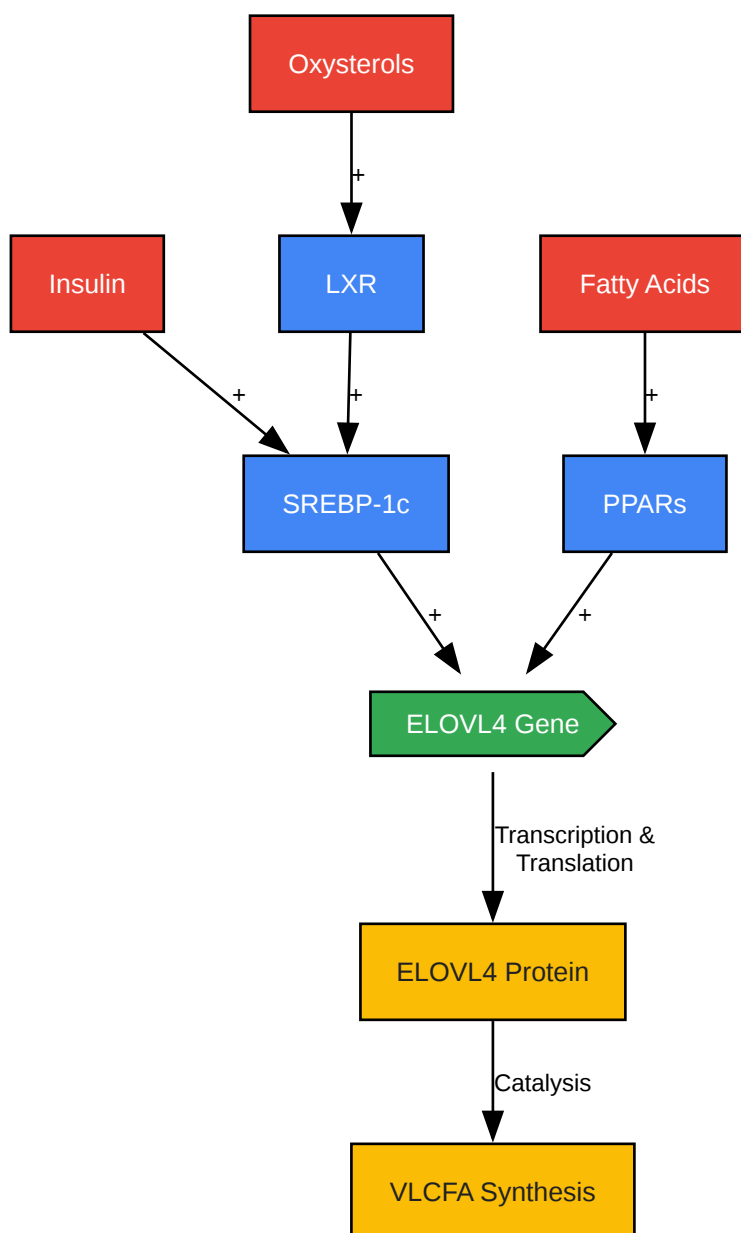 Oxysterols
+
Insulin
LXR
Fatty Acids
+
+
+
SREBP-1c
PPARs
+
+
ELOVL4 Gene
Transcription &
Translation
ELOVL4 Protein
Catalysis
VLCFA Synthesis